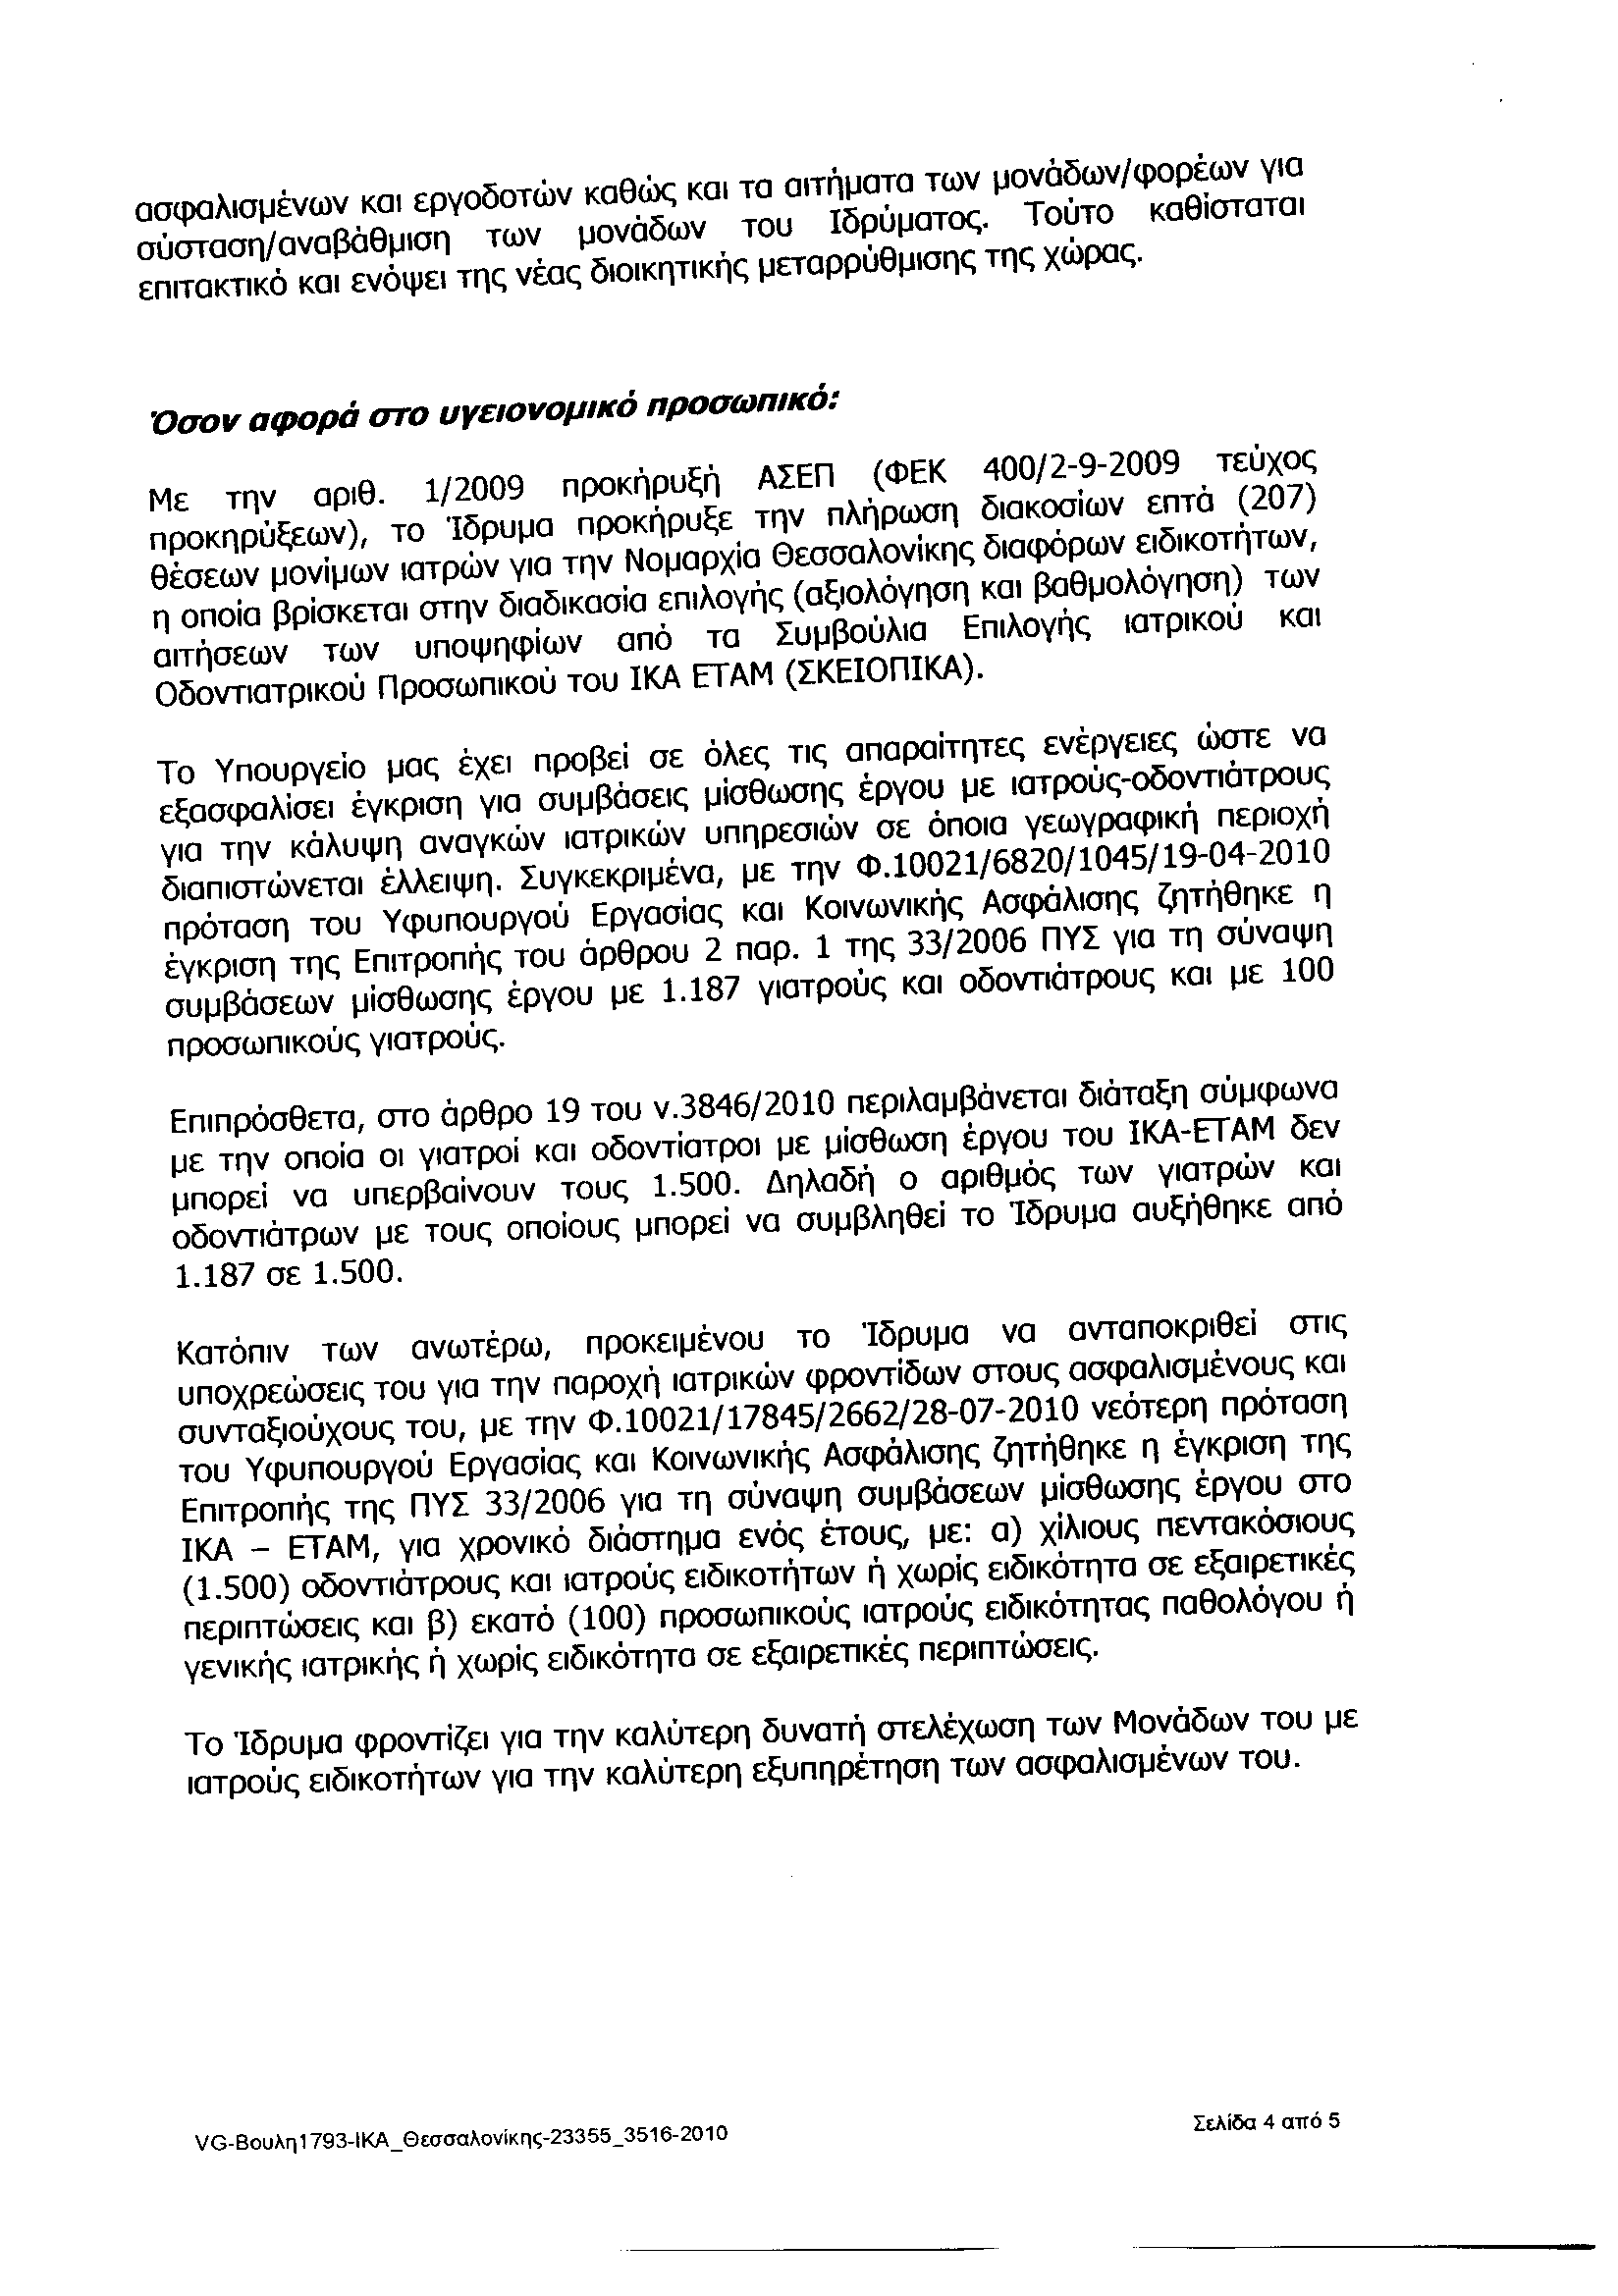 ασφαλισμένων και εργοδοτών καθώς και τα αιτήματα των μονάδων/φορέων για
σύσταση/αναβάθμιση των μονάδων του Ιδρύματος. Τούτο καθίσταται
επιτακτικό και ενόψει της νέας διοικητικής μεταρρύθμισης της χώρας.
Όσον αφορά στο υγειονομικό προσωπικό:
Με την αριθ. 1/2009 προκήρυξή ΑΣΕΠ (ΦΕΚ 400/2-9-2009 τεύχος
προκηρύξεων), το Ίδρυμα προκήρυξε την πλήρωση διακοσίων επτά (207)
θέσεων μονίμων ιατρών για την Νομαρχία Θεσσαλονίκης διαφόρων ειδικοτήτων,
η οποία βρίσκεται στην διαδικασία επιλογής (αξιολόγηση και βαθμολόγηση) των
αιτήσεων των υποψηφίων από τα Συμβούλια Επιλογής ιατρικού και
Οδοντιατρικού Προσωπικού του ΙΚΑ ΕΤΑΜ (ΣΚΕΙΟΠΙΚΑ).
Το Υπουργείο μας έχει προβεί σε όλες τις απαραίτητες ενέργειες ώστε να
εξασφαλίσει έγκριση για συμβάσεις μίσθωσης έργου με ιατρούς-οδοντιάτρους
για την κάλυψη αναγκών ιατρικών υπηρεσιών σε όποια γεωγραφική περιοχή
διαπιστώνεται έλλειψη. Συγκεκριμένα, με την Φ.10021/6820/1045/19-04-2010
πρόταση του Υφυπουργού Εργασίας και Κοινωνικής Ασφάλισης ζητήθηκε η
έγκριση της Επιτροπής του άρθρου 2 παρ. 1 της 33/2006 ΠΥΣ για τη σύναψη
συμβάσεων μίσθωσης έργου με 1.187 γιατρούς και οδοντιάτρους και με 100
προσωπικούς γιατρούς.
Επιπρόσθετα, στο άρθρο 19 του ν.3846/2010 περιλαμβάνεται διάταξη σύμφωνα
με την οποία οι γιατροί και οδοντίατροι με μίσθωση έργου του ΙΚΑ-ΕΤΑΜ δεν
μπορεί να υπερβαίνουν τους 1.500. Δηλαδή ο αριθμός των γιατρών και
οδοντιάτρων με τους οποίους μπορεί να συμβληθεί το Ίδρυμα αυξήθηκε από
1.187 σε 1.500.
Κατόπιν των ανωτέρω, προκειμένου το Ίδρυμα να ανταποκριθεί στις
υποχρεώσεις του για την παροχή ιατρικών φροντίδων στους ασφαλισμένους και
συνταξιούχους του, με την Φ.10021/17845/2662/28-07-2010 νεότερη πρόταση
του Υφυπουργού Εργασίας και Κοινωνικής Ασφάλισης ζητήθηκε η έγκριση της
Επιτροπής της ΠΥΣ 33/2006 για τη σύναψη συμβάσεων μίσθωσης έργου στο
ΙΚΑ – ΕΤΑΜ, για χρονικό διάστημα ενός έτους, με: α) χίλιους πεντακόσιους
(1.500) οδοντιάτρους και ιατρούς ειδικοτήτων ή χωρίς ειδικότητα σε εξαιρετικές
περιπτώσεις και β) εκατό (100) προσωπικούς ιατρούς ειδικότητας παθολόγου ή
γενικής ιατρικής ή χωρίς ειδικότητα σε εξαιρετικές περιπτώσεις.
Το Ίδρυμα φροντίζει για την καλύτερη δυνατή στελέχωση των Μονάδων του με
ιατρούς ειδικοτήτων για την καλύτερη εξυπηρέτηση των ασφαλισμένων του.
VG-Βουλη1793-ΙΚΑ_Θεσσαλονίκης-23355_3516-2010
Σελίδα 4 από 5